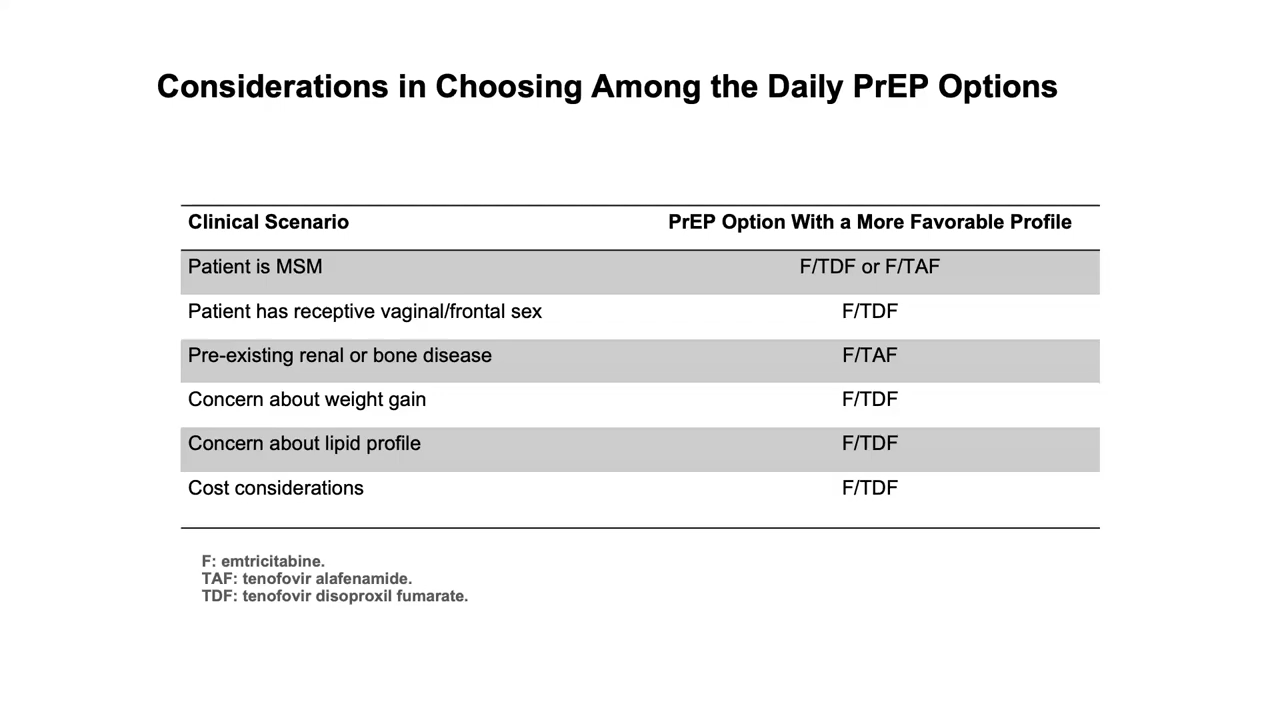 Considerations in Choosing Among the Daily PrEP Options
Clinical Scenario PrEP Option With a More Favorable Profile
Patient is MSM F/TDF or F/TAF
Patient has receptive vaginal/frontal sex F/TDF
Pre-existing renal or bone disease F/TAF
Concern about weight gain F/TDF
Concern about lipid profile F/TDF
Cost considerations F/TDF
F: emtricitabine.
TAF: tenofovir alafenamide.
TDF: tenofovir disoproxil fumarate.